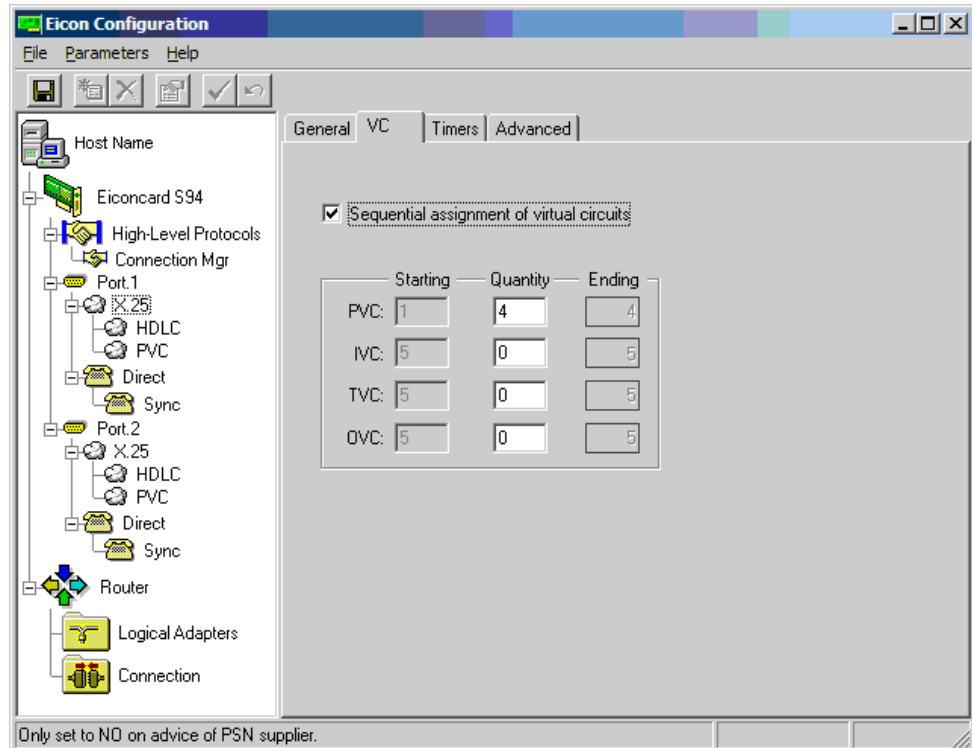 Eicon Configuration
File Parameters Help
Host Name
Eiconcard S94
High-Level Protocols
Connection Mgr
Port.1
X.25
HDLC
PVC
Direct
Sync
Port.2
X.25
HDLC
PVC
Direct
Sync
Router
Logical Adapters
Connection
General VC Timers Advanced
Sequential assignment of virtual circuits
Starting Quantity Ending
PVC: 1 4 4
IVC: 5 0 5
TVC: 5 0 5
OVC: 5 0 5
Only set to NO on advice of PSN supplier.